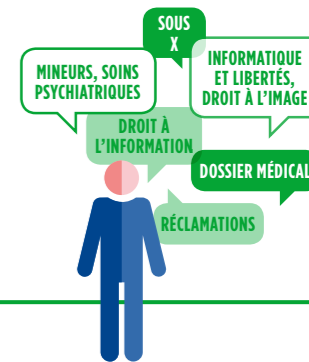 SOUS
X
INFORMATIQUE
ET LIBERTÉS,
DROIT À L'IMAGE
MINEURS, SOINS
PSYCHIATRIQUES
DROIT À
L'INFORMATION
DOSSIER MÉDICAL
RÉCLAMATIONS